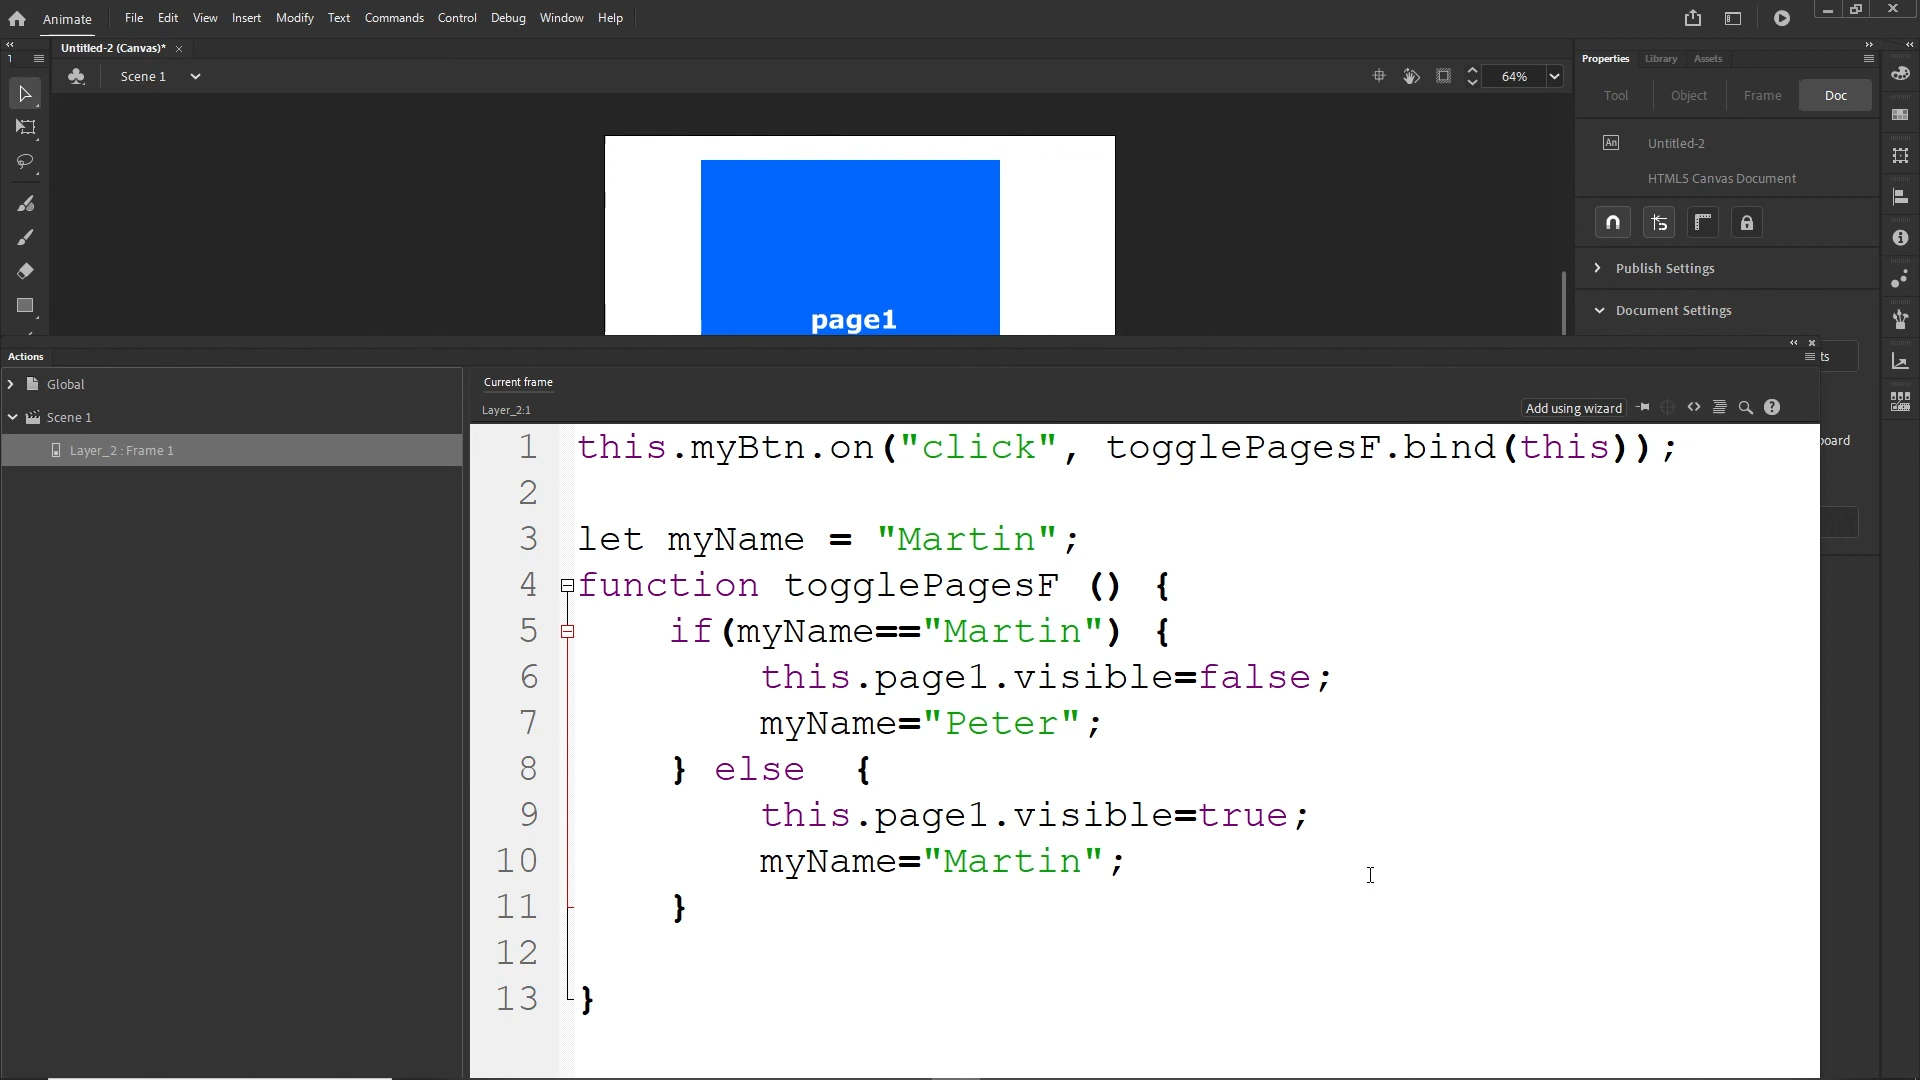 Animate File Edit View Insert Modify Text Commands Control Debug Window Help
Untitled-2 (Canvas)*
Scene 1
64%
Properties Library Assets
Tool Object Frame Doc
An Untitled-2
HTML5 Canvas Document
Publish Settings
Document Settings
page1
Actions
Global
Scene 1
Layer_2 : Frame 1
Current frame
Layer_2:1
Add using wizard
1 this.myBtn.on("click", togglePagesF.bind(this));
2
3 let myName = "Martin";
4 function togglePagesF () {
5 if(myName=="Martin") {
6 this.page1.visible=false;
7 myName="Peter";
8 } else {
9 this.page1.visible=true;
10 myName="Martin";
11 }
12
13 }